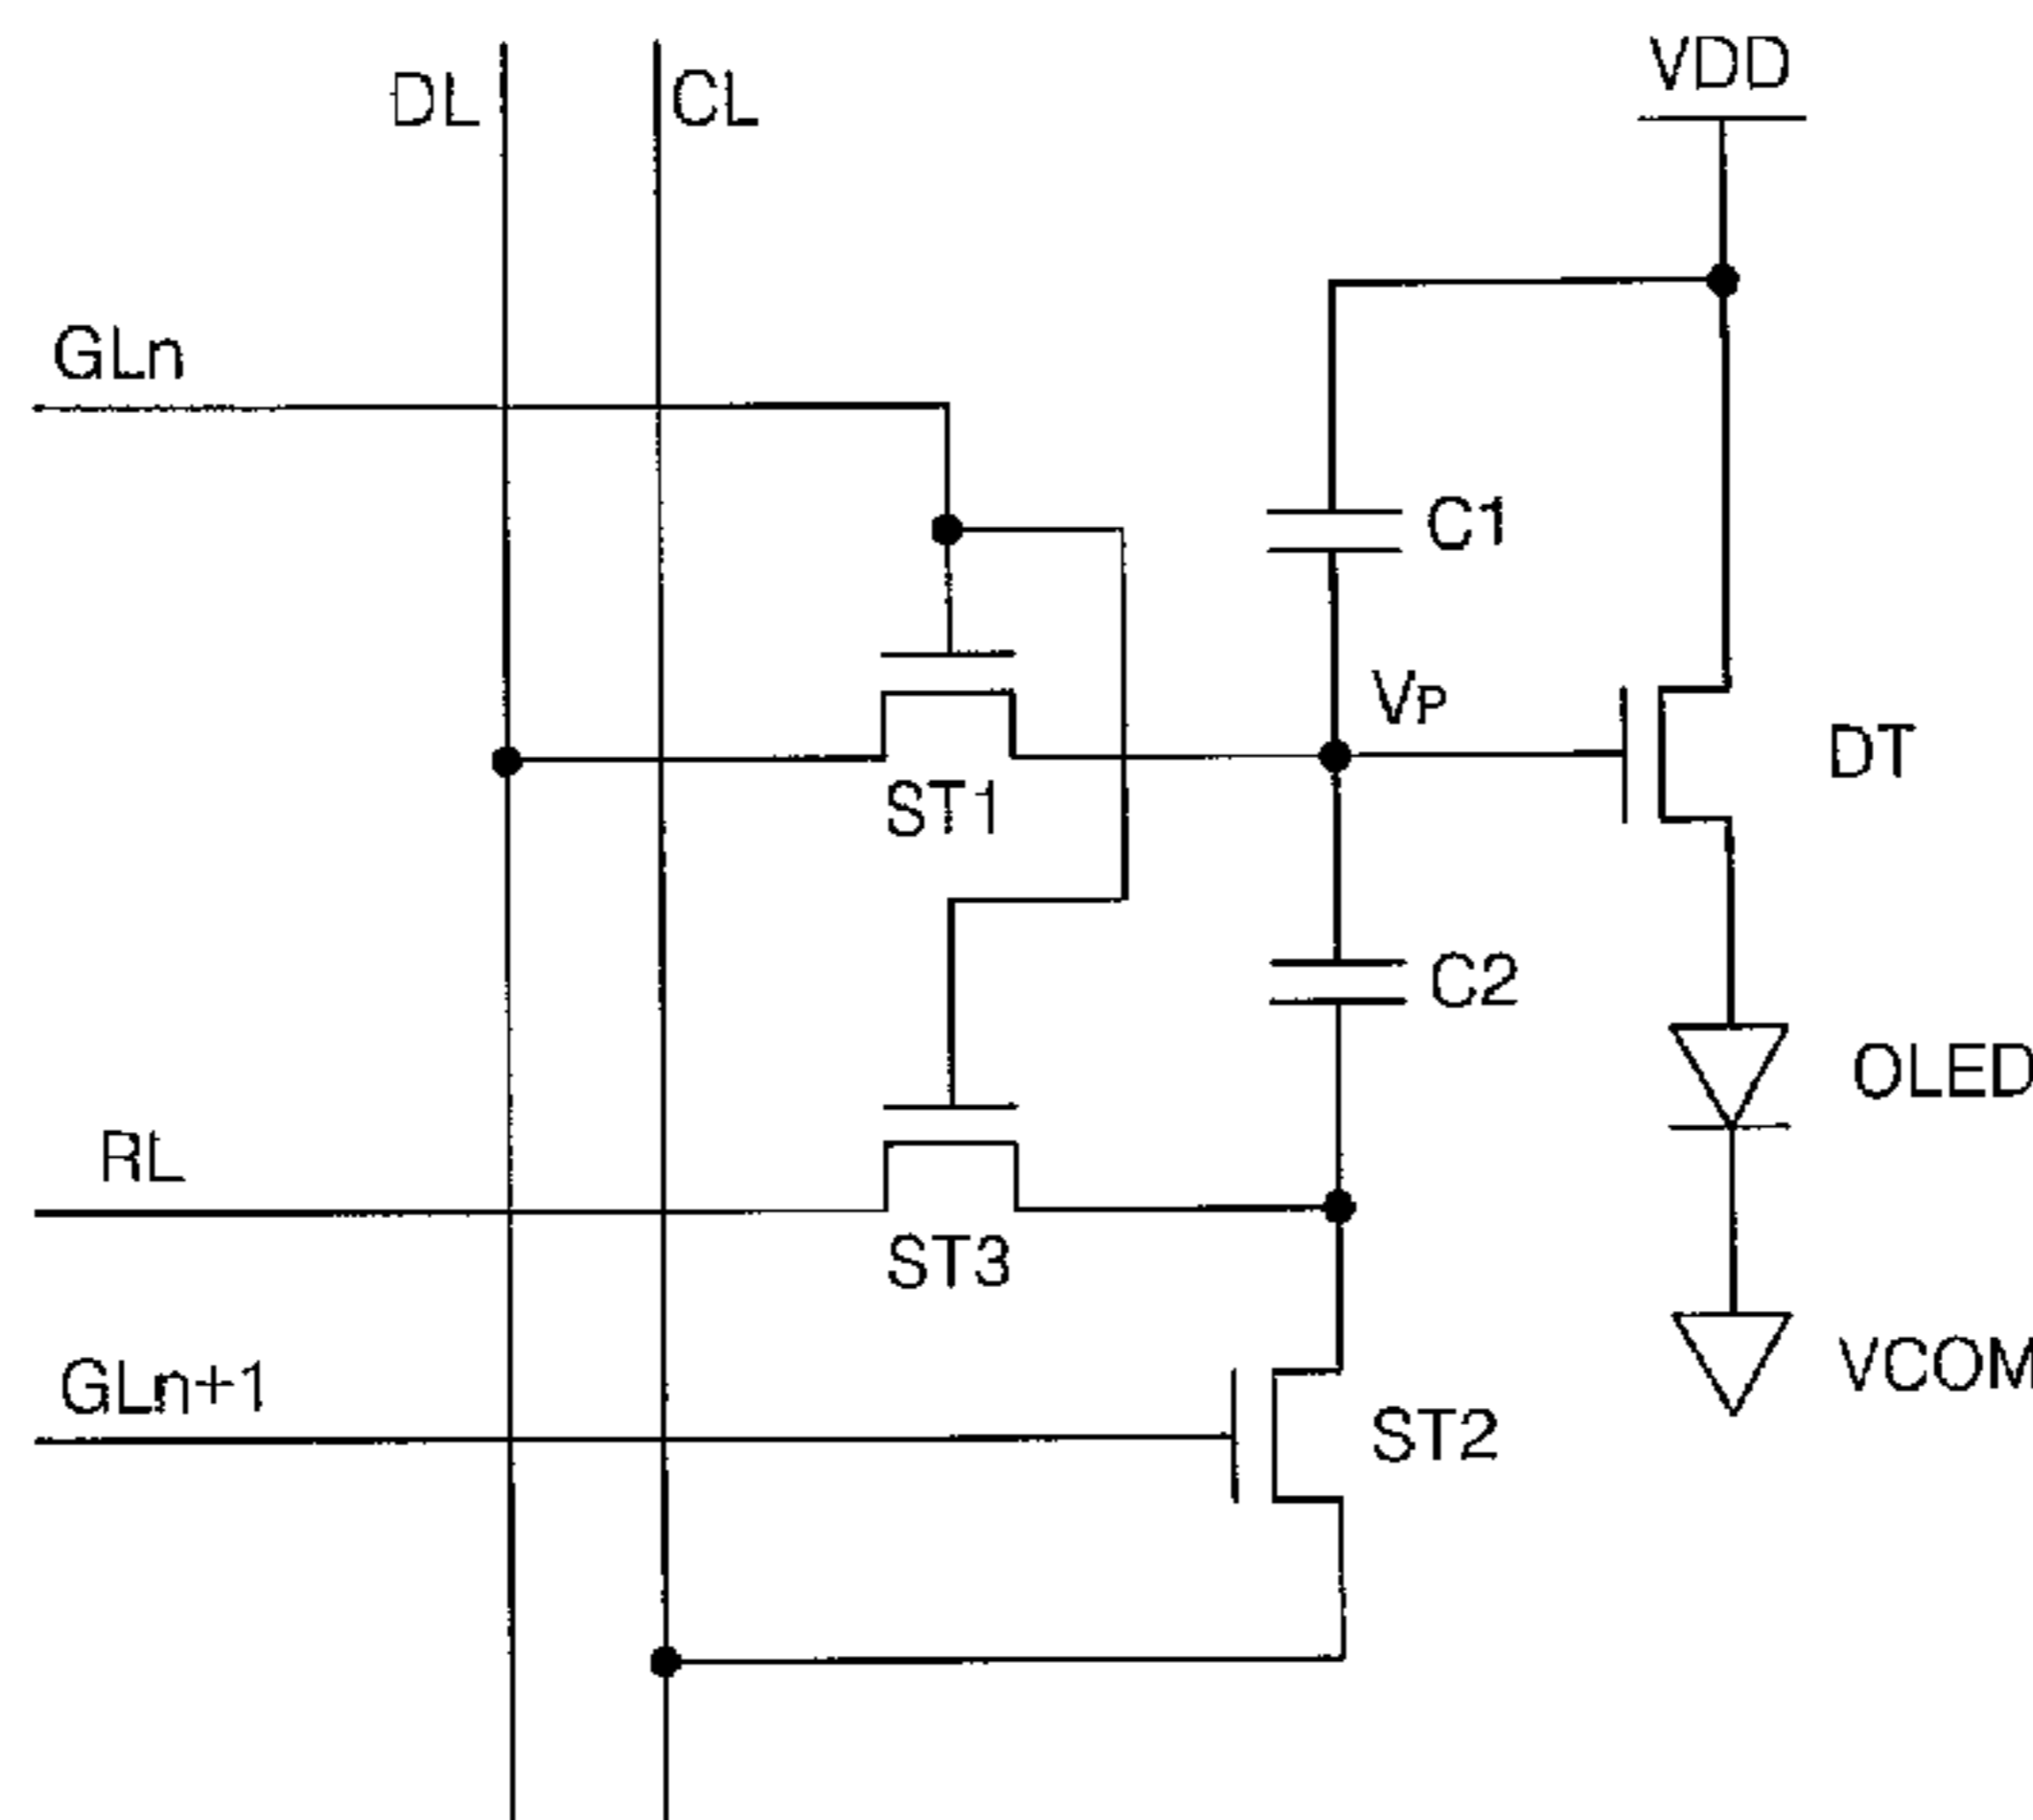 VDD
DL
CL
GLn
C1
VP
DT
ST1
C2
OLED
RL
ST3
VCOM
GLn+1
ST2